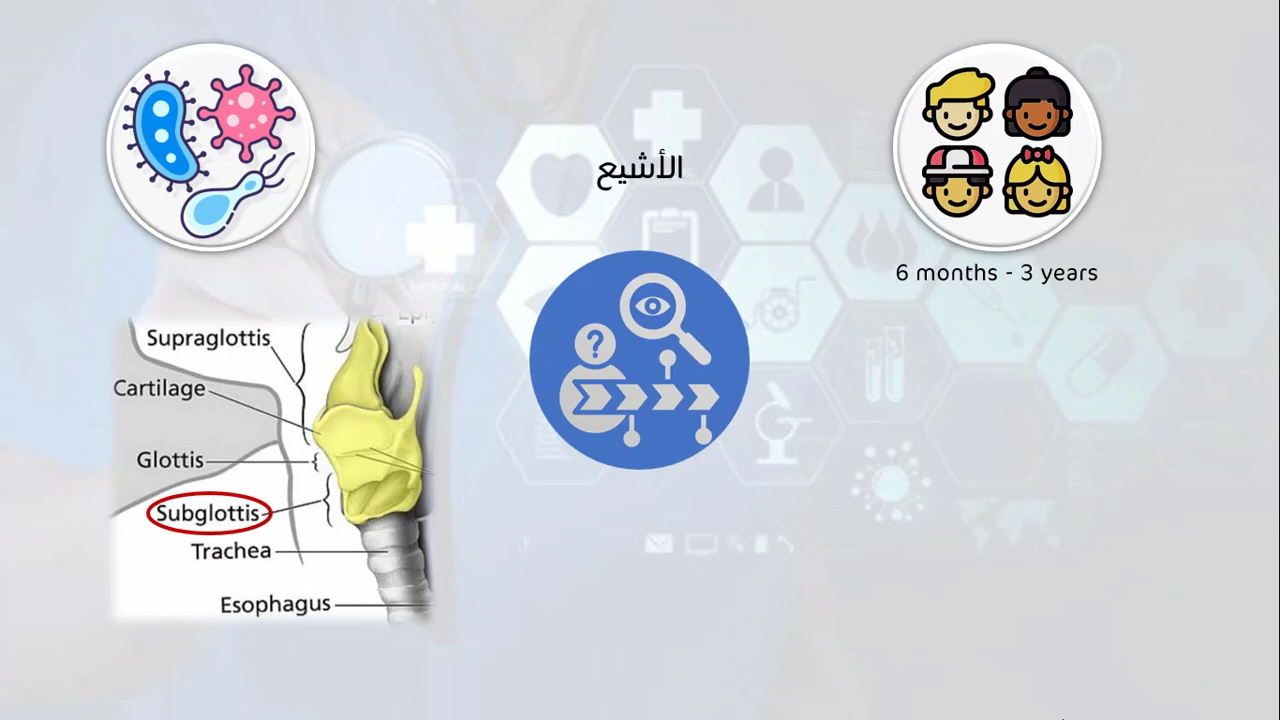 الأشيع
6 months - 3 years
Supraglottis
Cartilage
Glottis
Subglottis
Trachea
Esophagus
?